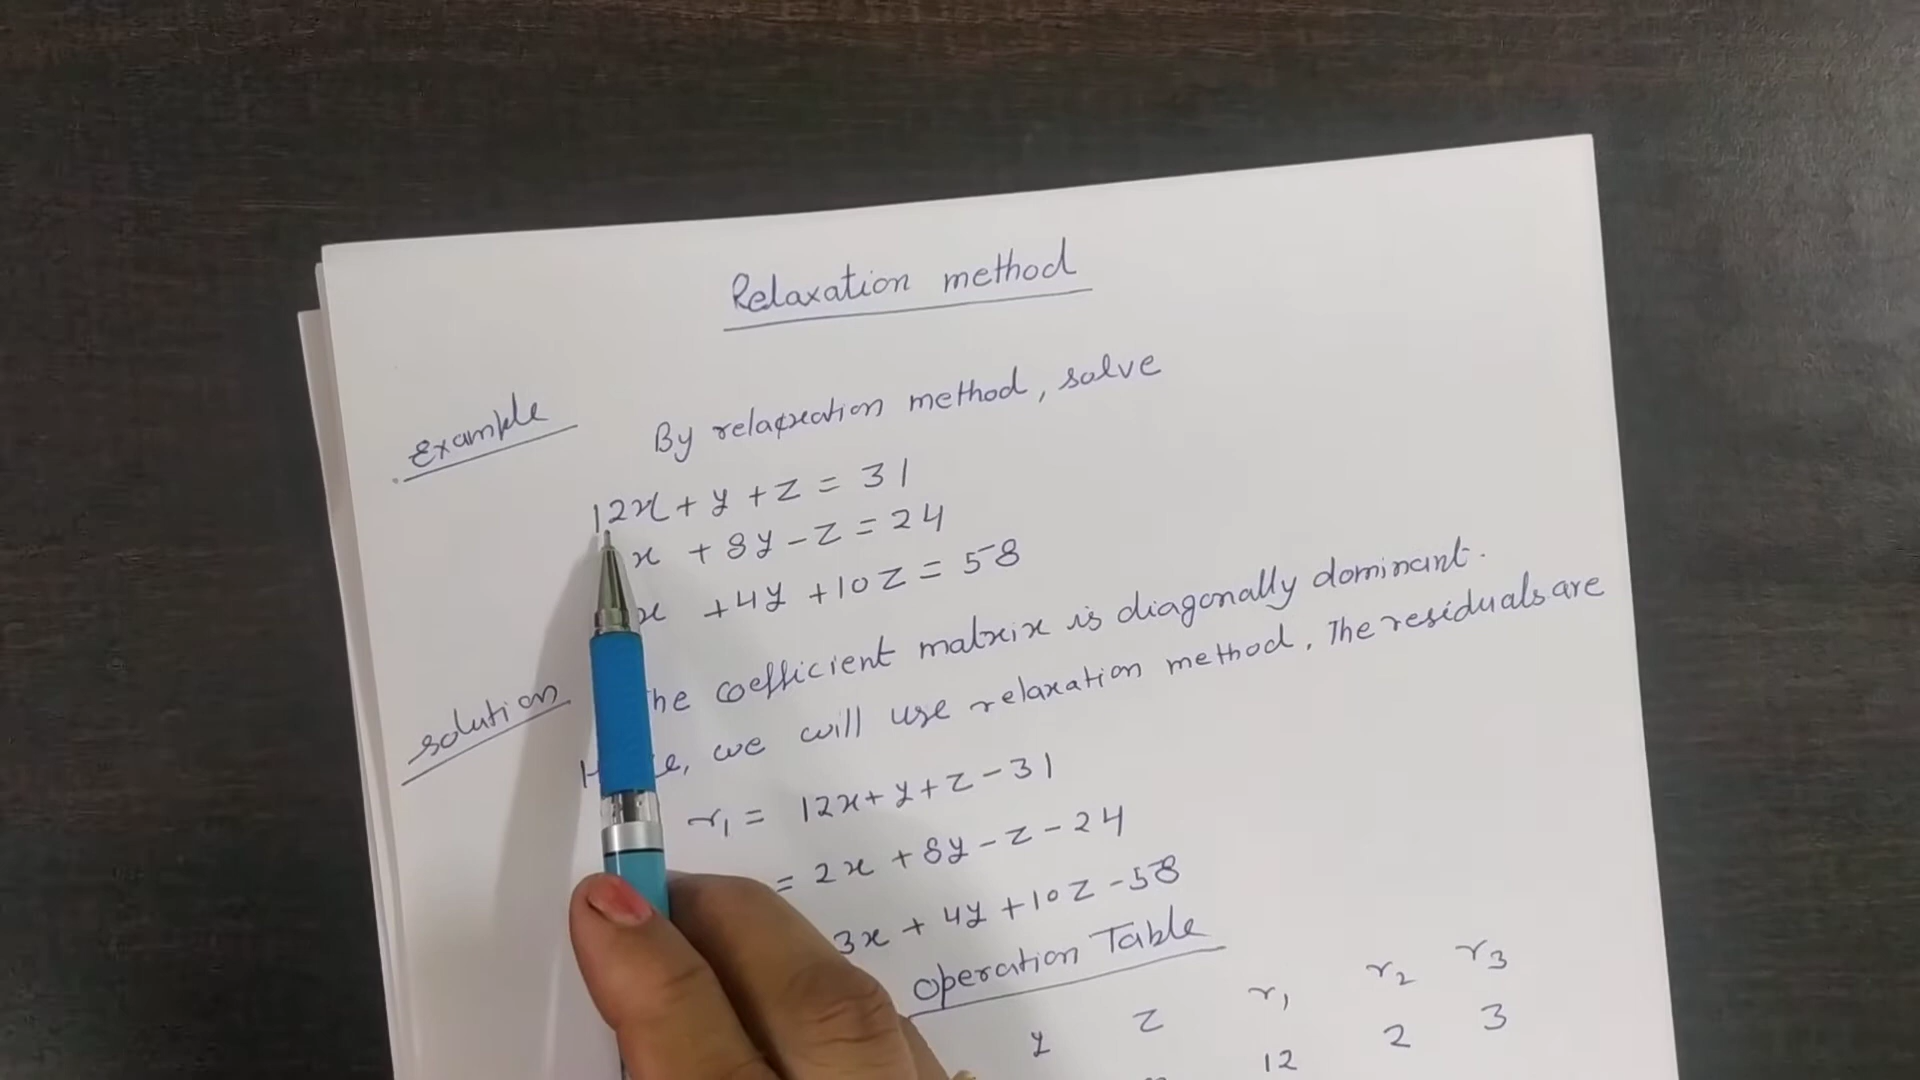 Relaxation method
Example
By relaxation method, solve
12x + y + z = 31
x + 8y - z = 24
x + 4y + 10z = 58
Solution
he coefficient matrix is diagonally dominant.
e, we will use relaxation method. The residuals are
r1 = 12x + y + z - 31
= 2x + 8y - z - 24
3x + 4y + 10z - 58
Operation Table
y z r1 r2 r3
12 2 3